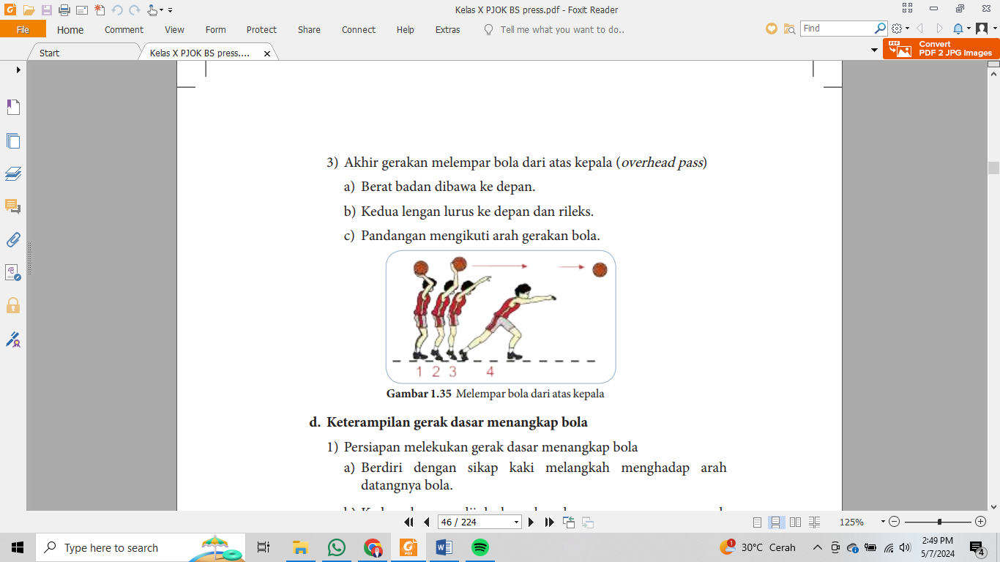 Kelas X PJOK BS press.pdf - Foxit Reader
File Home Comment View Form Protect Share Connect Help Extras Tell me what you want to do.. Find
Start Kelas X PJOK BS press....
Convert
PDF 2 JPG Images
3) Akhir gerakan melempar bola dari atas kepala (overhead pass)
a) Berat badan dibawa ke depan.
b) Kedua lengan lurus ke depan dan rileks.
c) Pandangan mengikuti arah gerakan bola.
1 2 3 4
Gambar 1.35 Melempar bola dari atas kepala
d. Keterampilan gerak dasar menangkap bola
1) Persiapan melekukan gerak dasar menangkap bola
a) Berdiri dengan sikap kaki melangkah menghadap arah
datangnya bola.
46 / 224 125%
Type here to search 30°C Cerah 2:49 PM
5/7/2024